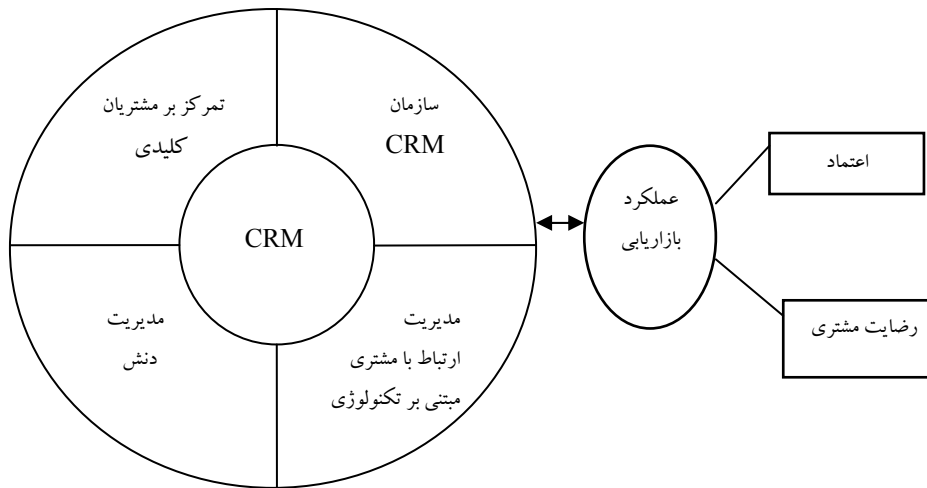 تمرکز بر مشتریان
کلیدی
سازمان
CRM
CRM
مدیریت
دنش
مدیریت
ارتباط با مشتری
مبتنی بر تکنولوژی
عملکرد
بازاریابی
اعتماد
رضایت مشتری